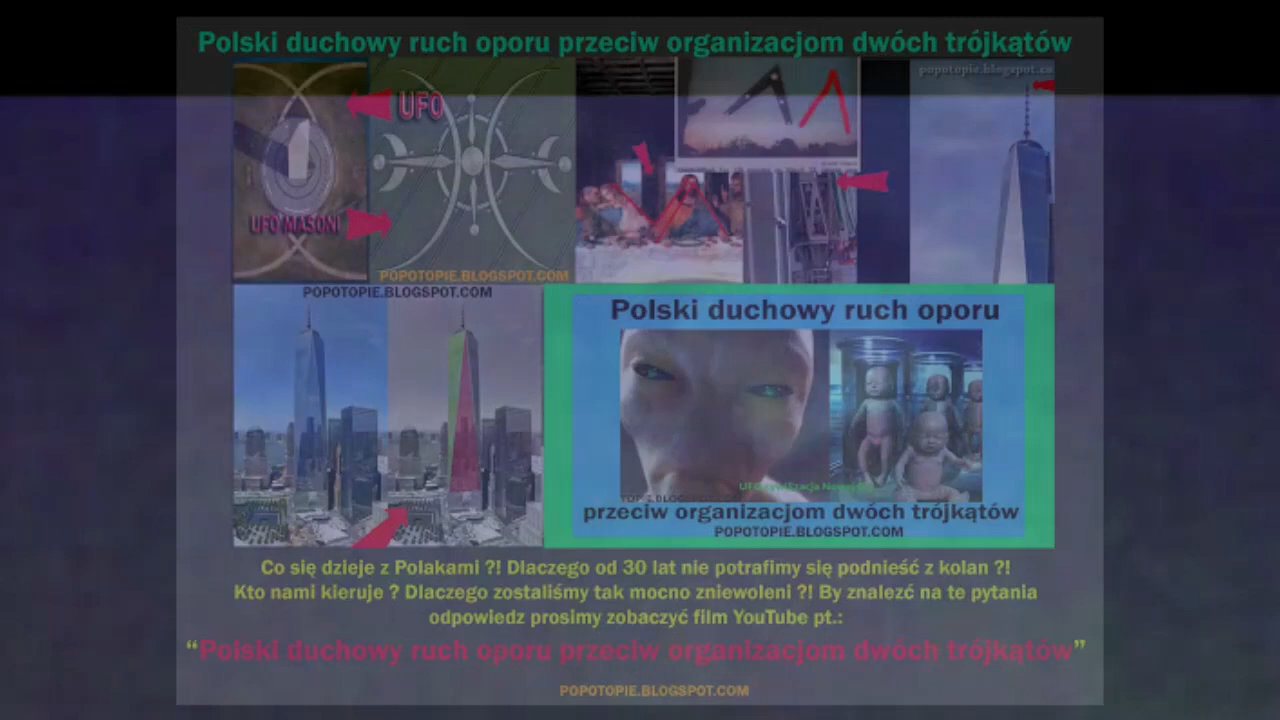 Polski duchowy ruch oporu przeciw organizacjom dwóch trójkątów
popotopie.blogspot.co
UFO
UFO MASONI
POPOTOPIE.BLOGSPOT.COM
POPOTOPIE.BLOGSPOT.COM
Polski duchowy ruch oporu
przeciw organizacjom dwóch trójkątów
POPOTOPIE.BLOGSPOT.COM
Co się dzieje z Polakami ?! Dlaczego od 30 lat nie potrafimy się podnieść z kolan ?!
Kto nami kieruje ? Dlaczego zostaliśmy tak mocno zniewoleni ?! By znalezć na te pytania
odpowiedz prosimy zobaczyć film YouTube pt.:
“Polski duchowy ruch oporu przeciw organizacjom dwóch trójkątów”
POPOTOPIE.BLOGSPOT.COM